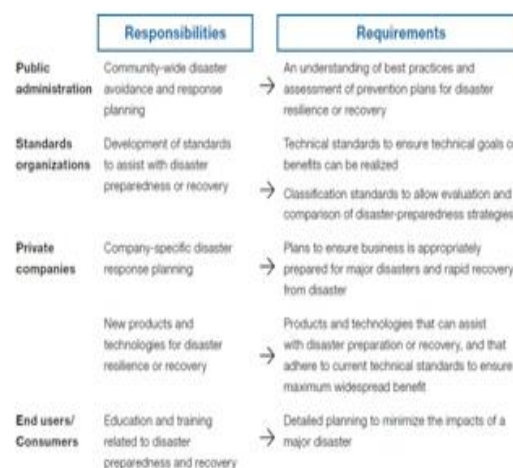 Responsibilities Requirements
Public Community-wide disaster An understanding of best practices and
administration avoidance and response → assessment of prevention plans for disaster
planning resilience or recovery
Standards Development of standards Technical standards to ensure technical goals o
organizations to assist with disaster benefits can be realized
preparedness or recovery → Classification standards to allow evaluation and
comparison of disaster-preparedness strategies
Private Company-specific disaster Plans to ensure business is appropriately
companies response planning → prepared for major disasters and rapid recovery
from disaster
New products and Products and technologies that can assist
technologies for disaster → with disaster preparation or recovery, and that
resilience or recovery adhere to current technical standards to ensure
maximum widespread benefit
End users/ Education and training Detailed planning to minimize the impacts of a
Consumers related to disaster → major disaster
preparedness and recovery